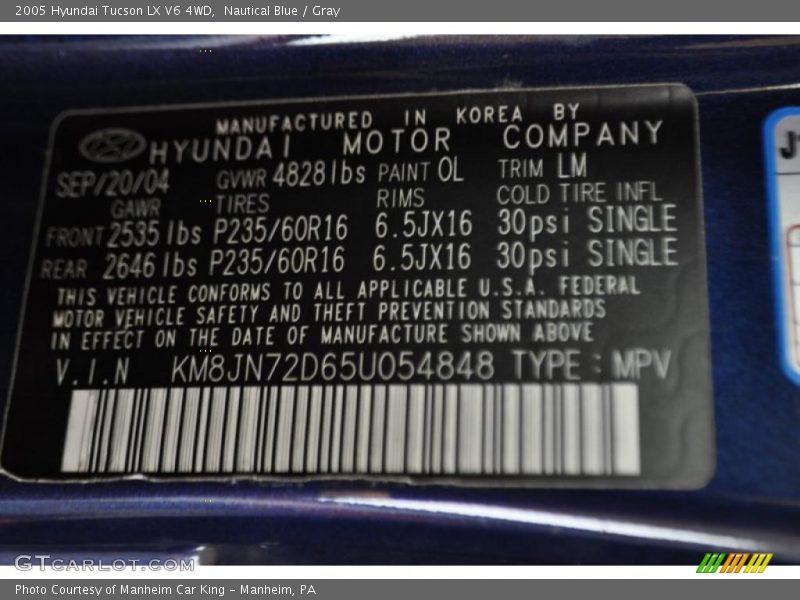 2005 Hyundai Tucson LX V6 4WD,  Nautical Blue / Gray
MANUFACTURED IN KOREA BY
HYUNDAI MOTOR COMPANY
SEP/20/04 GVWR 4828 lbs PAINT OL TRIM LM
GAWR TIRES RIMS COLD TIRE INFL
FRONT 2535 lbs P235/60R16 6.5JX16 30psi SINGLE
REAR 2646 lbs P235/60R16 6.5JX16 30psi SINGLE
THIS VEHICLE CONFORMS TO ALL APPLICABLE U.S.A. FEDERAL
MOTOR VEHICLE SAFETY AND THEFT PREVENTION STANDARDS
IN EFFECT ON THE DATE OF MANUFACTURE SHOWN ABOVE
V.I.N KM8JN72D65U054848 TYPE : MPV
GTCARLOT.COM
Photo Courtesy of Manheim Car King - Manheim, PA